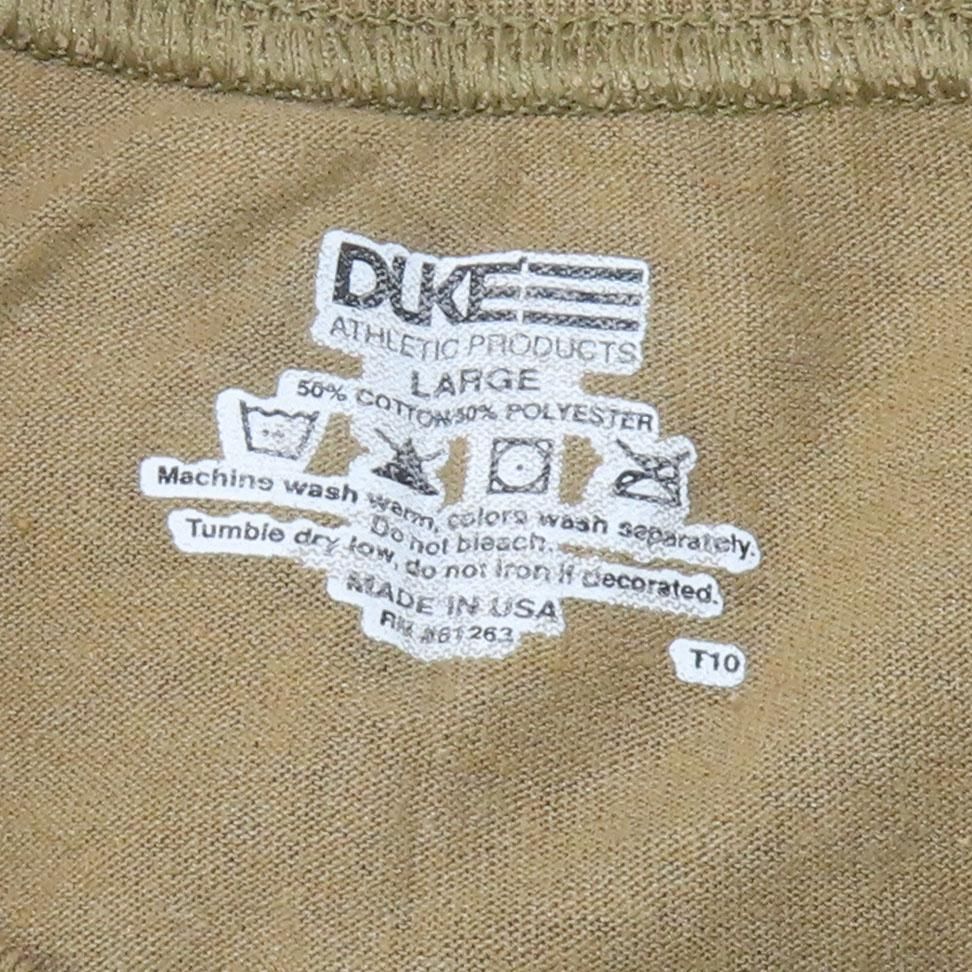 DUKE
ATHLETIC PRODUCTS
LARGE
50% COTTON 50% POLYESTER
Machine wash warm, colors wash separately.
Do not bleach.
Tumble dry low, do not iron if decorated.
MADE IN USA
RN #81263
T10